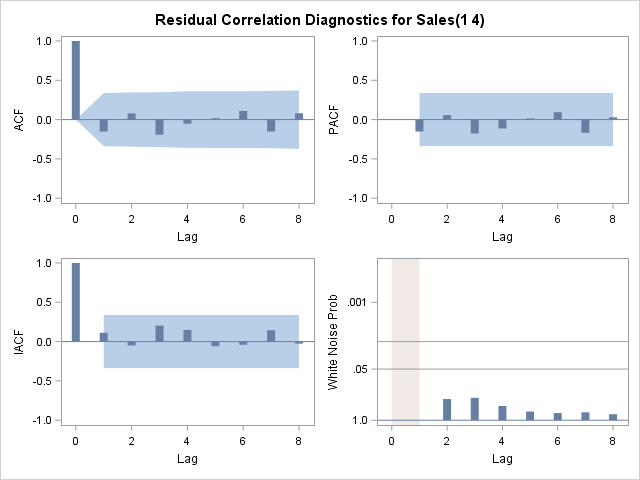 Residual Correlation Diagnostics for Sales(1 4)
1.0
0.5
0.0
-0.5
-1.0
ACF
0 2 4 6 8
Lag
1.0
0.5
0.0
-0.5
-1.0
PACF
0 2 4 6 8
Lag
1.0
0.5
0.0
-0.5
-1.0
IACF
0 2 4 6 8
Lag
.001
.05
1.0
White Noise Prob
0 2 4 6 8
Lag